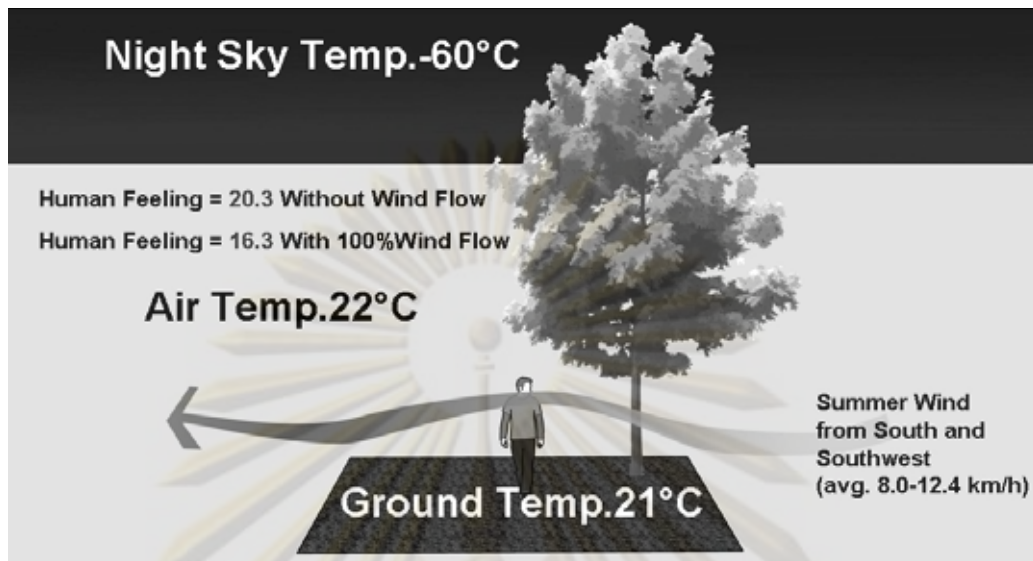 Night Sky Temp.-60°C
Human Feeling = 20.3 Without Wind Flow
Human Feeling = 16.3 With 100%Wind Flow
Air Temp.22°C
Summer Wind
from South and
Southwest
(avg. 8.0-12.4 km/h)
Ground Temp.21°C